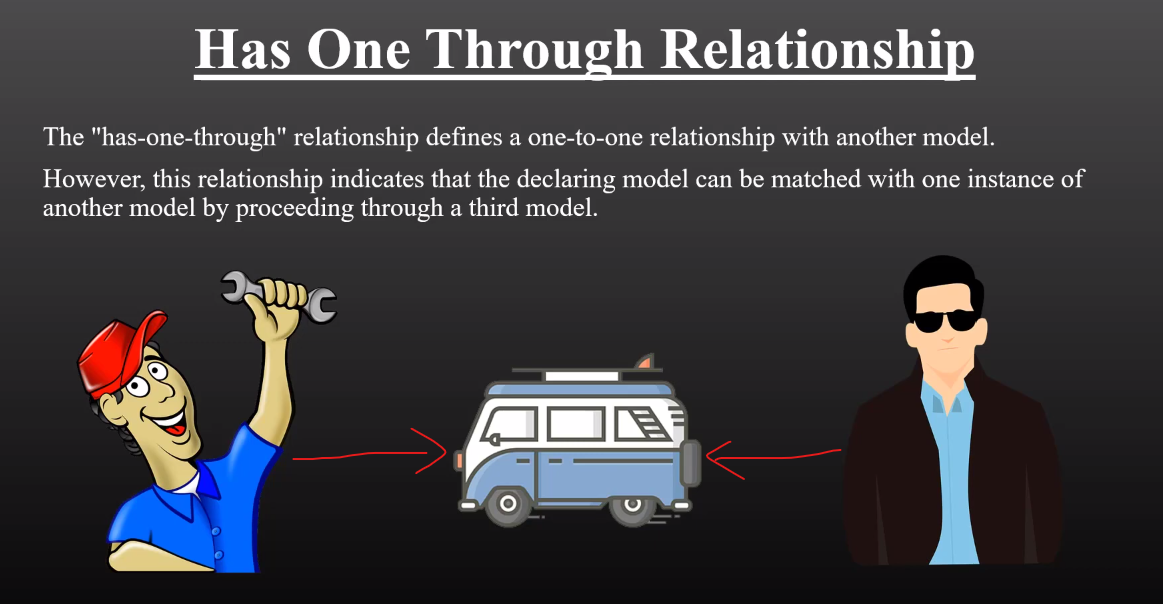 Has One Through Relationship
The "has-one-through" relationship defines a one-to-one relationship with another model.
However, this relationship indicates that the declaring model can be matched with one instance of
another model by proceeding through a third model.